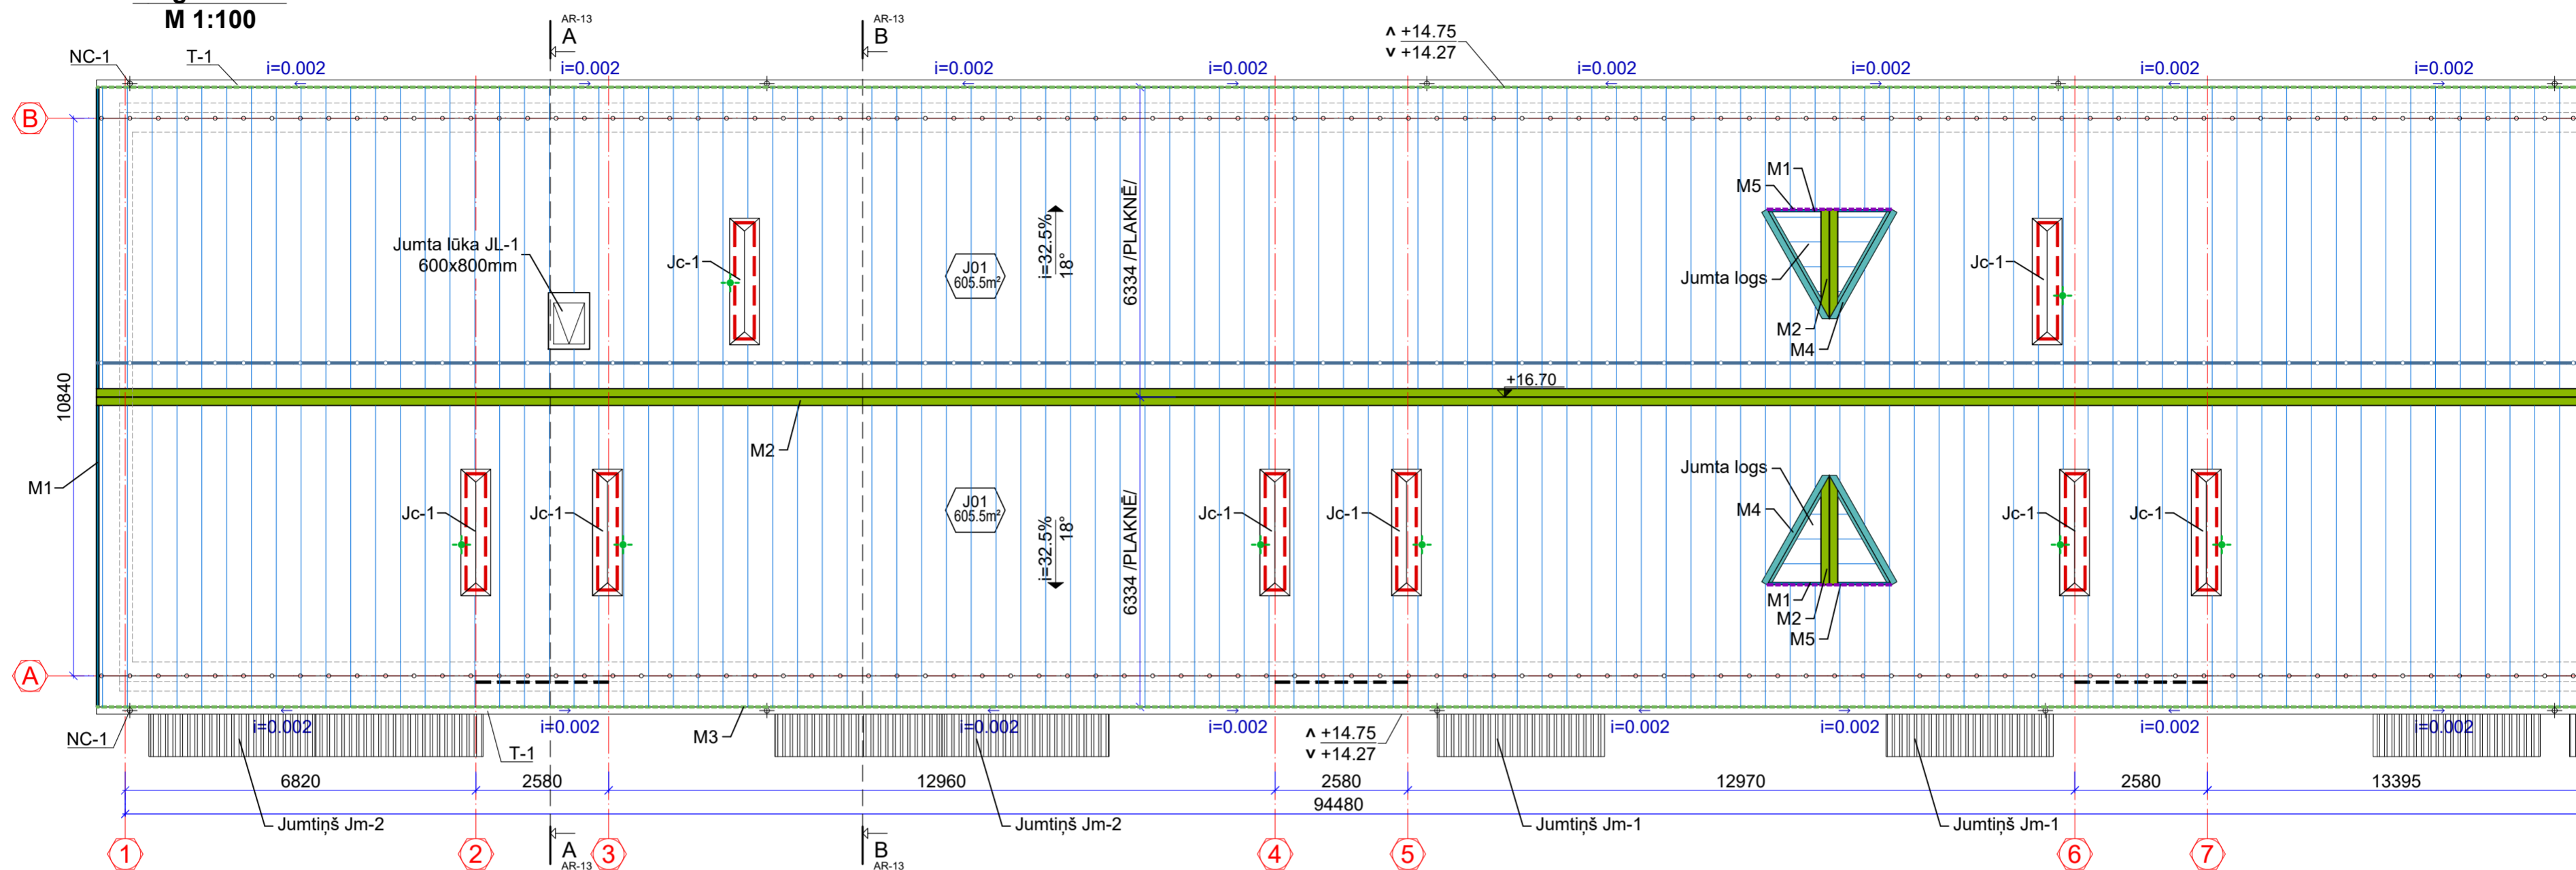 M 1:100
AR-13
A
AR-13
B
^ +14.75
v +14.27
NC-1
T-1
i=0.002
i=0.002
i=0.002
i=0.002
i=0.002
i=0.002
i=0.002
i=0.002
B
M1
M5
6334 /PLAKNĒ/
i=32.5%
18°
Jumta lūka JL-1
600x800mm
Jc-1
J01
605.5m²
Jumta logs
Jc-1
M2
M4
10840
+16.70
M2
M1
Jumta logs
Jc-1
Jc-1
J01
605.5m²
i=32.5%
18°
6334 /PLAKNĒ/
Jc-1
Jc-1
M4
Jc-1
Jc-1
M1
M2
M5
A
NC-1
i=0.002
T-1
i=0.002
M3
i=0.002
i=0.002
^ +14.75
v +14.27
i=0.002
i=0.002
i=0.002
i=0.002
6820
2580
12960
2580
12970
2580
13395
94480
Jumtiņš Jm-2
Jumtiņš Jm-2
Jumtiņš Jm-1
Jumtiņš Jm-1
1
2
A
AR-13
3
B
AR-13
4
5
6
7